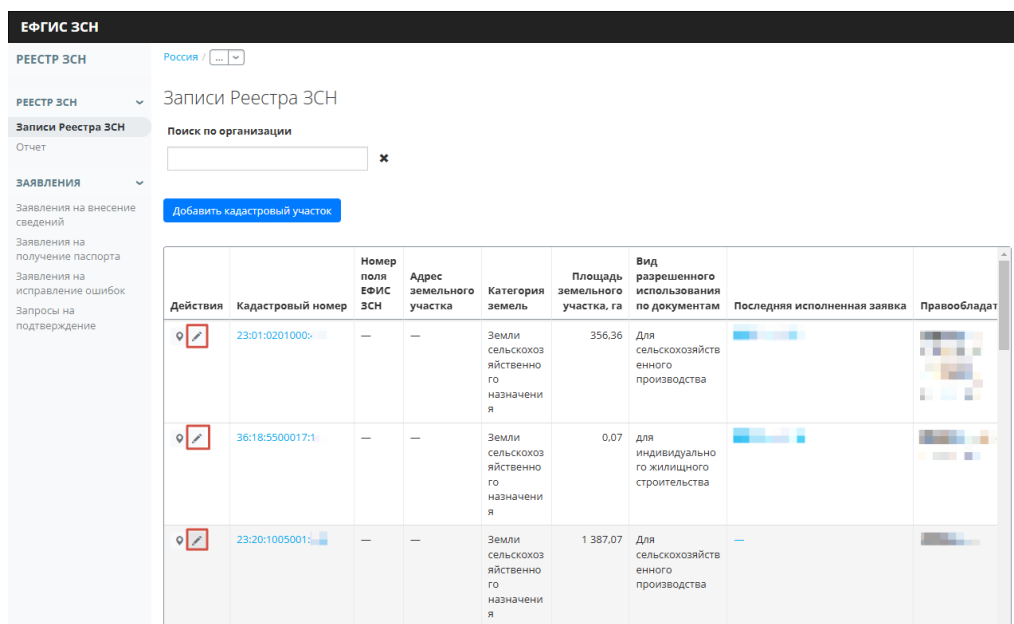 ЕФГИС ЗСН
РЕЕСТР ЗСН
РЕЕСТР ЗСН
Записи Реестра ЗСН
Отчет
ЗАЯВЛЕНИЯ
Заявления на внесение
сведений
Заявления на
получение паспорта
Заявления на
исправление ошибок
Запросы на
подтверждение
Россия / ...
Записи Реестра ЗСН
Поиск по организации
Добавить кадастровый участок
Действия
Кадастровый номер
Номер
поля
ЕФИС
ЗСН
Адрес
земельного
участка
Категория
земель
Площадь
земельного
участка, га
Вид
разрешенного
использования
по документам
Последняя исполненная заявка
Правообладат
23:01:0201000:
—
—
Земли
сельскохоз
яйственно
го
назначени
я
356,36
Для
сельскохозяйств
енного
производства
36:18:5500017:1
—
—
Земли
сельскохоз
яйственно
го
назначени
я
0,07
для
индивидуально
го жилищного
строительства
23:20:1005001:
—
—
Земли
сельскохоз
яйственно
го
назначени
я
1 387,07
Для
сельскохозяйств
енного
производства
—